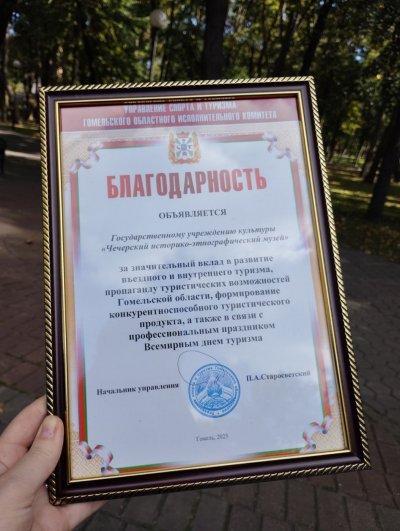 УПРАВЛЕНИЕ СПОРТА И ТУРИЗМА
ГОМЕЛЬСКОГО ОБЛАСТНОГО ИСПОЛНИТЕЛЬНОГО КОМИТЕТА
БЛАГОДАРНОСТЬ
ОБЪЯВЛЯЕТСЯ
Государственному учреждению культуры
«Чечерский историко-этнографический музей»
за значительный вклад в развитие
въездного и внутреннего туризма,
пропаганду туристических возможностей
Гомельской области, формирование
конкурентноспособного туристического
продукта, а также в связи с
профессиональным праздником
Всемирным днем туризма
Начальник управления П.А.Старосветский
Гомель, 2025